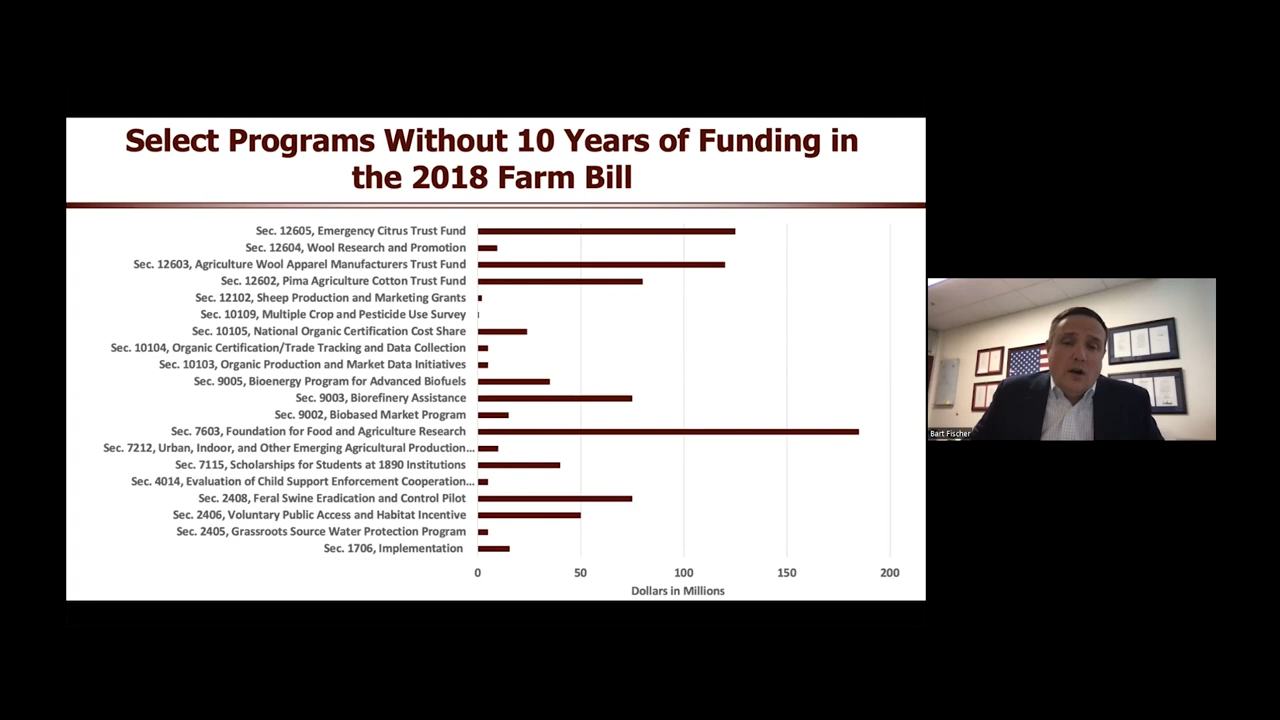 Select Programs Without 10 Years of Funding in
the 2018 Farm Bill
Sec. 12605, Emergency Citrus Trust Fund
Sec. 12604, Wool Research and Promotion
Sec. 12603, Agriculture Wool Apparel Manufacturers Trust Fund
Sec. 12602, Pima Agriculture Cotton Trust Fund
Sec. 12102, Sheep Production and Marketing Grants
Sec. 10109, Multiple Crop and Pesticide Use Survey
Sec. 10105, National Organic Certification Cost Share
Sec. 10104, Organic Certification/Trade Tracking and Data Collection
Sec. 10103, Organic Production and Market Data Initiatives
Sec. 9005, Bioenergy Program for Advanced Biofuels
Sec. 9003, Biorefinery Assistance
Sec. 9002, Biobased Market Program
Sec. 7603, Foundation for Food and Agriculture Research
Sec. 7212, Urban, Indoor, and Other Emerging Agricultural Production...
Sec. 7115, Scholarships for Students at 1890 Institutions
Sec. 4014, Evaluation of Child Support Enforcement Cooperation...
Sec. 2408, Feral Swine Eradication and Control Pilot
Sec. 2406, Voluntary Public Access and Habitat Incentive
Sec. 2405, Grassroots Source Water Protection Program
Sec. 1706, Implementation
0 50 100 150 200
Dollars in Millions
Bart Fischer